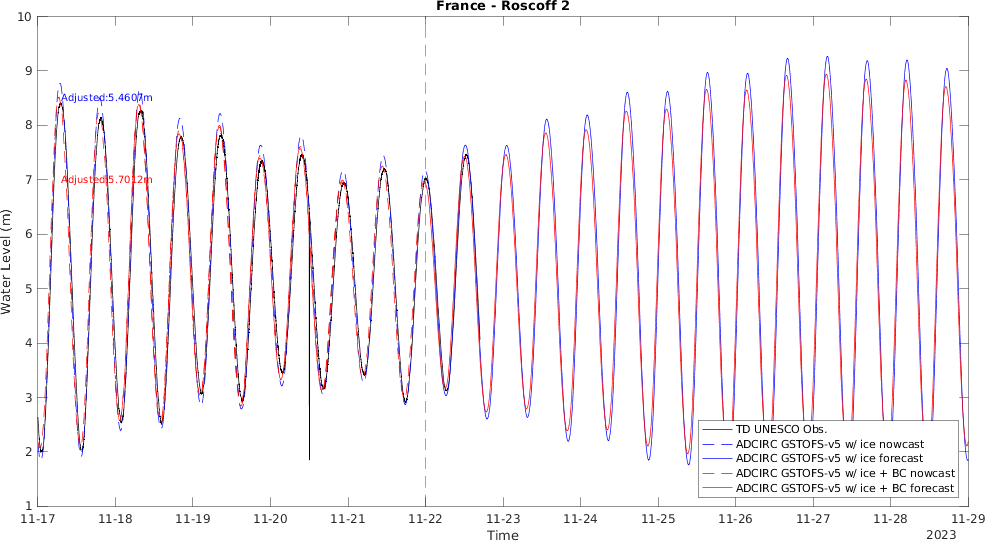 France - Roscoff 2
10
9
8
7
6
5
4
3
2
1
Water Level (m)
Adjusted:5.4607m
Adjusted:5.7012m
TD UNESCO Obs.
ADCIRC GSTOFS-v5 w/ ice nowcast
ADCIRC GSTOFS-v5 w/ ice forecast
ADCIRC GSTOFS-v5 w/ ice + BC nowcast
ADCIRC GSTOFS-v5 w/ ice + BC forecast
11-17 11-18 11-19 11-20 11-21 11-22 11-23 11-24 11-25 11-26 11-27 11-28 11-29
Time
2023